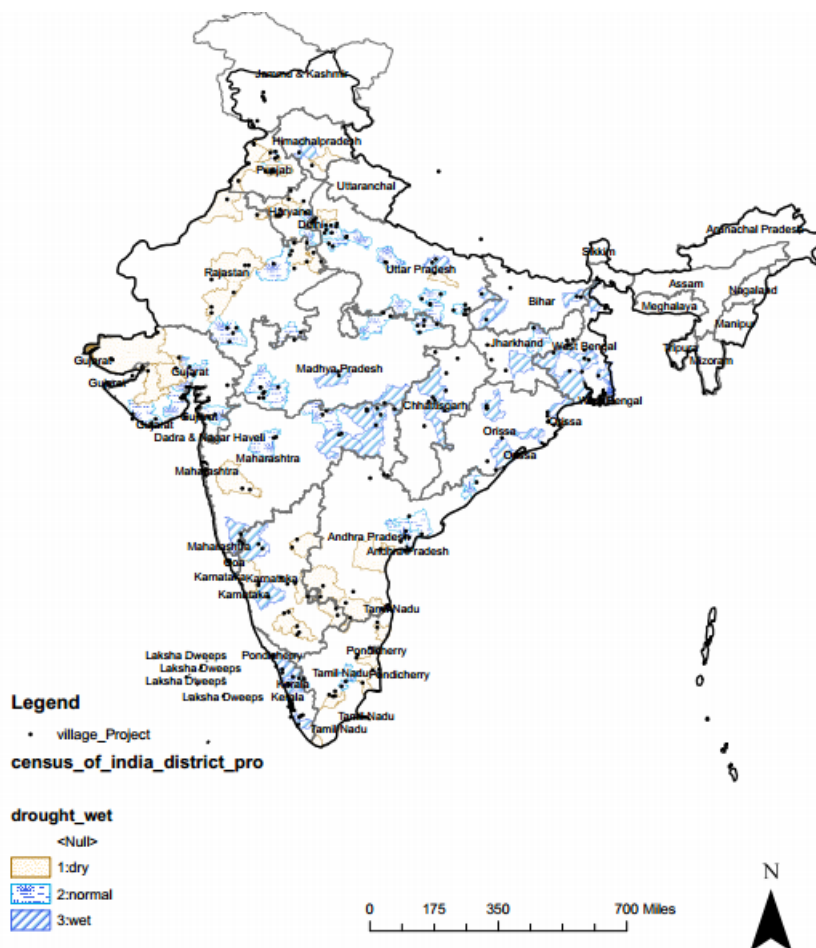 Jammu & Kashmir
Himachalpradesh
Punjab
Uttaranchal
Haryana
Delhi
Arunachal Pradesh
Sikkim
Rajastan
Uttar Pradesh
Assam
Nagaland
Bihar
Meghalaya
Manipur
Jharkhand
West Bengal
Tripura
Mizoram
Gujarat
Gujarat
Gujarat
Madhya Pradesh
Chhattisgarh
West Bengal
Gujarat
Gujarat
Orissa
Orissa
Dadra & Nagar Haveli
Orissa
Maharashtra
Maharashtra
Andhra Pradesh
Maharashtra
Andhra Pradesh
Goa
Karnataka
Karnataka
Karnataka
Tamil Nadu
Laksha Dweeps
Pondicherry
Pondicherry
Laksha Dweeps
Tamil Nadu
Pondicherry
Laksha Dweeps
Kerala
Laksha Dweeps
Kerala
Tamil Nadu
Tamil Nadu
Legend
village_Project
census_of_india_district_pro
drought_wet
<Null>
1:dry
2:normal
3:wet
0 175 350 700 Miles
N